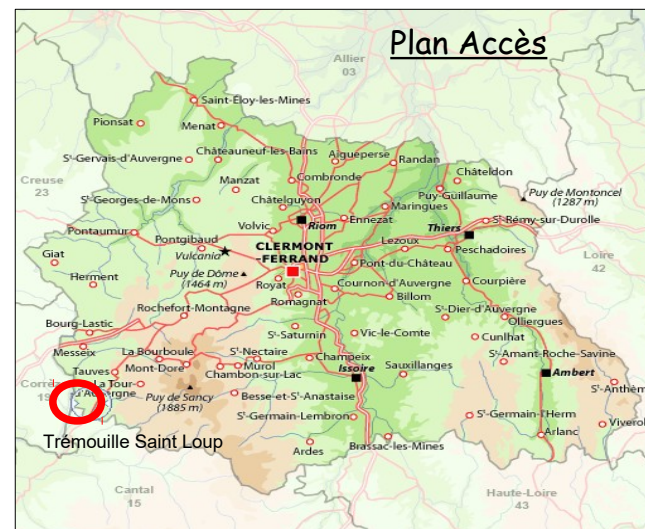 Plan Accès
Allier
03
Saint-Eloy-les-Mines
Pionsat
Menat
Châteauneuf-les-Bains
Aigueperse
Randan
Sᵗ-Gervais-d'Auvergne
Combronde
Châteldon
Creuse
23
Manzat
Puy-Guillaume
Puy de Montoncel
(1287 m)
Sᵗ-Georges-de-Mons
Châtelguyon
Maringues
Ennezat
Riom
Sᵗ-Rémy-sur-Durolle
Pontaumur
Volvic
Thiers
Pontgibaud
CLERMONT
-FERRAND
Lezoux
Peschadoires
Loire
42
Giat
Vulcania
Pont-du-Château
Herment
Puy de Dôme
(1464 m)
Royat
Cournon-d'Auvergne
Courpière
Rochefort-Montagne
Romagnat
Billom
Sᵗ-Dier-d'Auvergne
Olliergues
Bourg-Lastic
Sᵗ-Saturnin
Vic-le-Comte
Cunlhat
Messeix
La Bourboule
Sᵗ-Nectaire
Champeix
Sᵗ-Amant-Roche-Savine
Tauves
Mont-Dore
Murol
Chambon-sur-Lac
Issoire
Sauxillanges
Ambert
La Tour-
Puy de Sancy
(1885 m)
Besse-et-Sᵗ-Anastaise
Sᵗ-Anthèm
Sᵗ-Germain-Lembron
Sᵗ-Germain-l'Herm
Viverol
Trémouille Saint Loup
Arlanc
Ardes
Brassac-les-Mines
Cantal
15
Haute-Loire
43